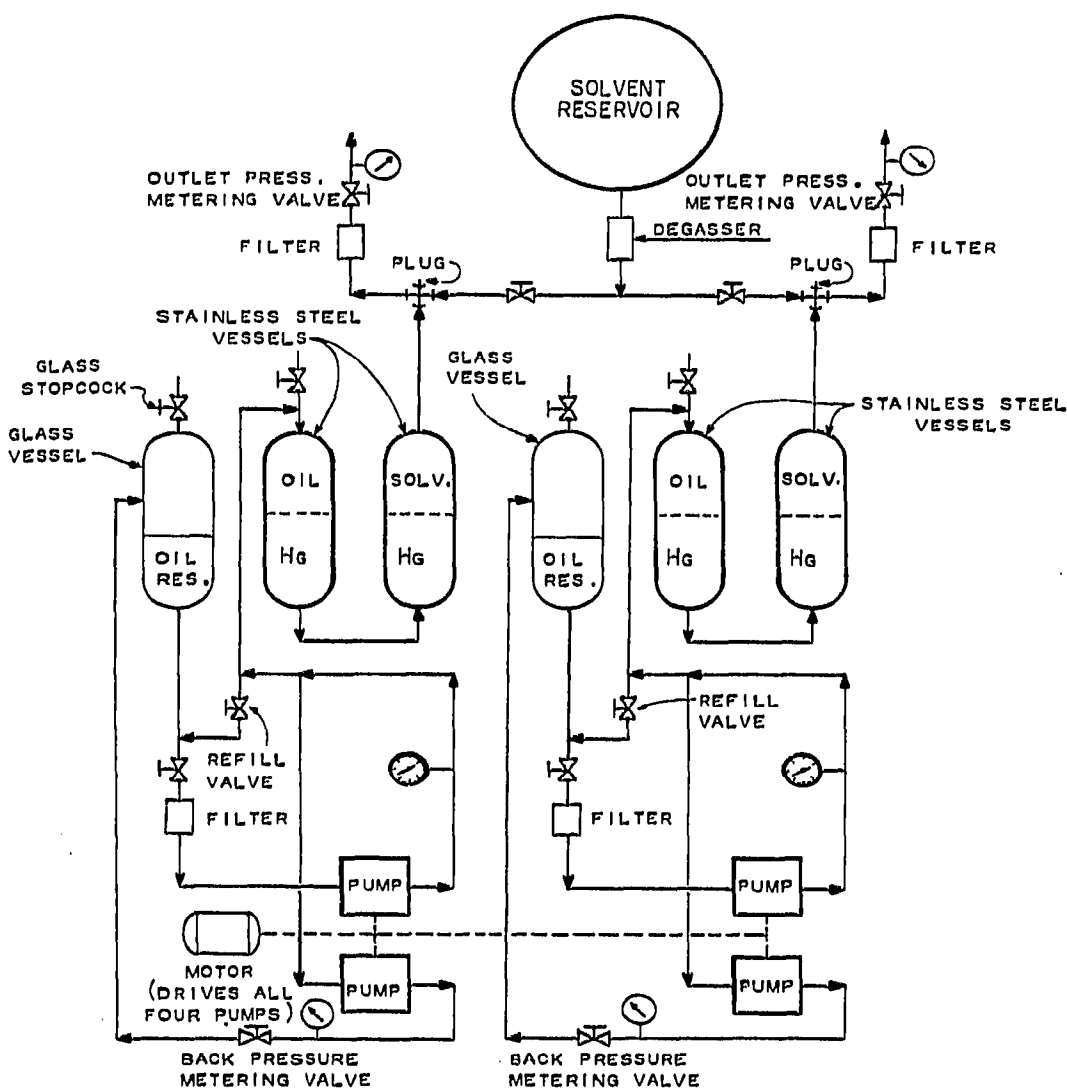 SOLVENT
RESERVOIR
OUTLET PRESS.
METERING VALVE
OUTLET PRESS.
METERING VALVE
FILTER
DEGASSER
FILTER
PLUG
PLUG
STAINLESS STEEL
VESSELS
GLASS
STOPCOCK
GLASS
VESSEL
GLASS
VESSEL
STAINLESS STEEL
VESSELS
OIL
SOLV.
OIL
SOLV.
OIL
RES.
HG
HG
OIL
RES.
HG
HG
REFILL
VALVE
REFILL
VALVE
FILTER
FILTER
PUMP
PUMP
MOTOR
(DRIVES ALL
FOUR PUMPS)
PUMP
PUMP
BACK PRESSURE
METERING VALVE
BACK PRESSURE
METERING VALVE